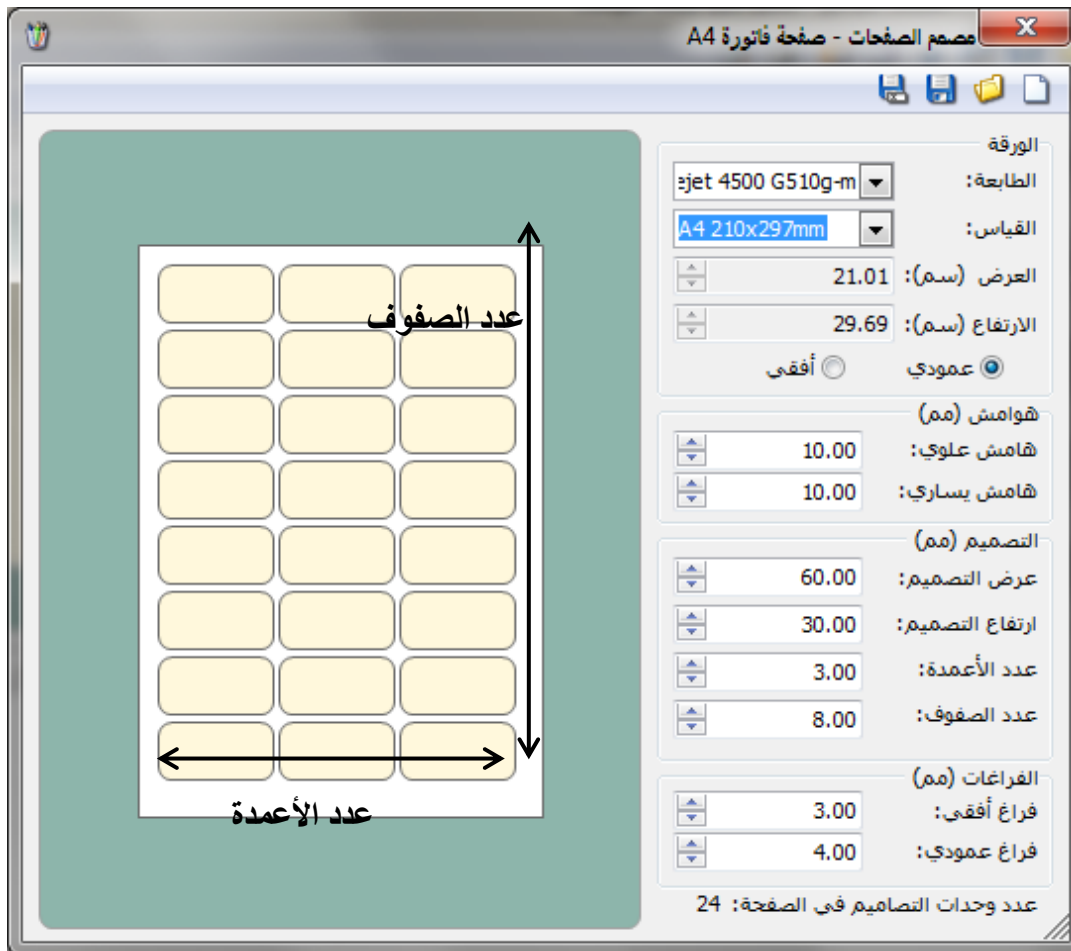 مصمم الصفحات - صفحة فاتورة A4
الورقة
الطابعة: ejet 4500 G510g-m
القياس: A4 210x297mm
العرض (سم): 21.01
الارتفاع (سم): 29.69
عمودي أفقي
هوامش (مم)
هامش علوي: 10.00
هامش يساري: 10.00
التصميم (مم)
عرض التصميم: 60.00
ارتفاع التصميم: 30.00
عدد الأعمدة: 3.00
عدد الصفوف: 8.00
الفراغات (مم)
فراغ أفقي: 3.00
فراغ عمودي: 4.00
عدد وحدات التصاميم في الصفحة: 24
عدد الصفوف
عدد الأعمدة